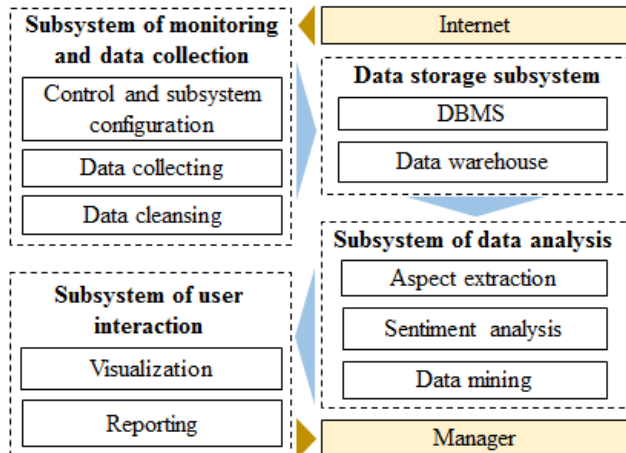 Subsystem of monitoring
and data collection
Control and subsystem
configuration
Data collecting
Data cleansing
Internet
Data storage subsystem
DBMS
Data warehouse
Subsystem of data analysis
Aspect extraction
Sentiment analysis
Data mining
Subsystem of user
interaction
Visualization
Reporting
Manager